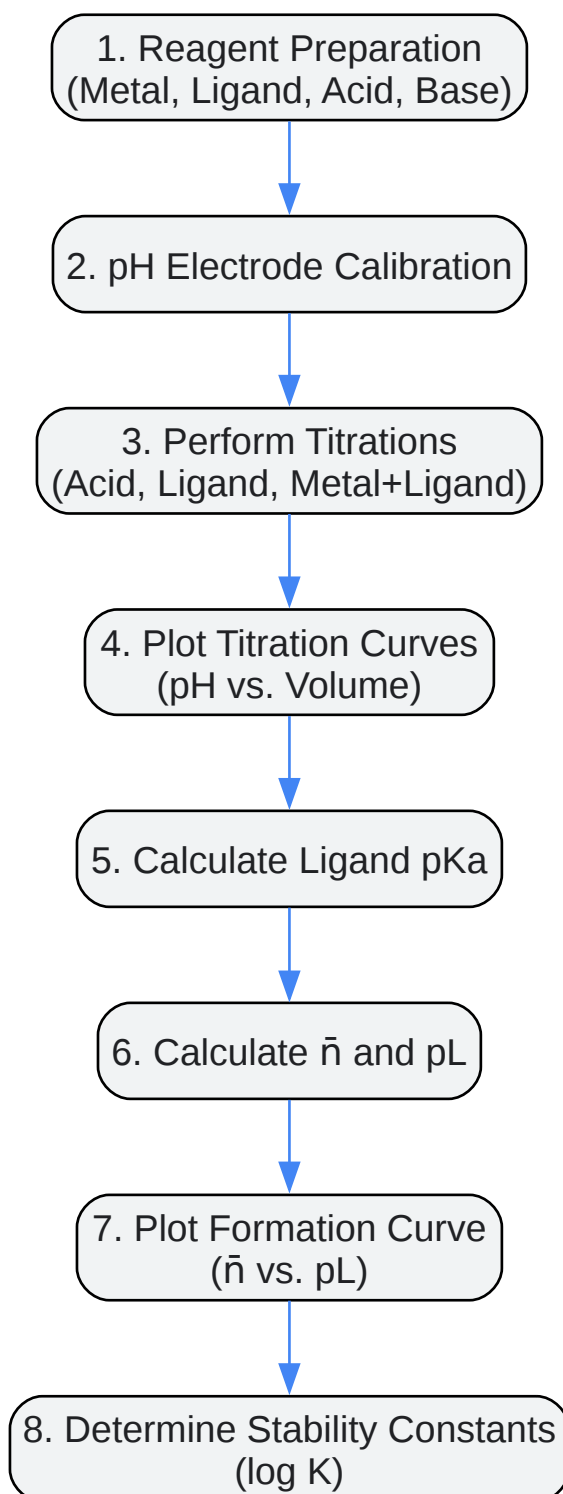 1. Reagent Preparation
(Metal, Ligand, Acid, Base)
2. pH Electrode Calibration
3. Perform Titrations
(Acid, Ligand, Metal+Ligand)
4. Plot Titration Curves
(pH vs. Volume)
5. Calculate Ligand pKa
6. Calculate n̄ and pL
7. Plot Formation Curve
(n̄ vs. pL)
8. Determine Stability Constants
(log K)